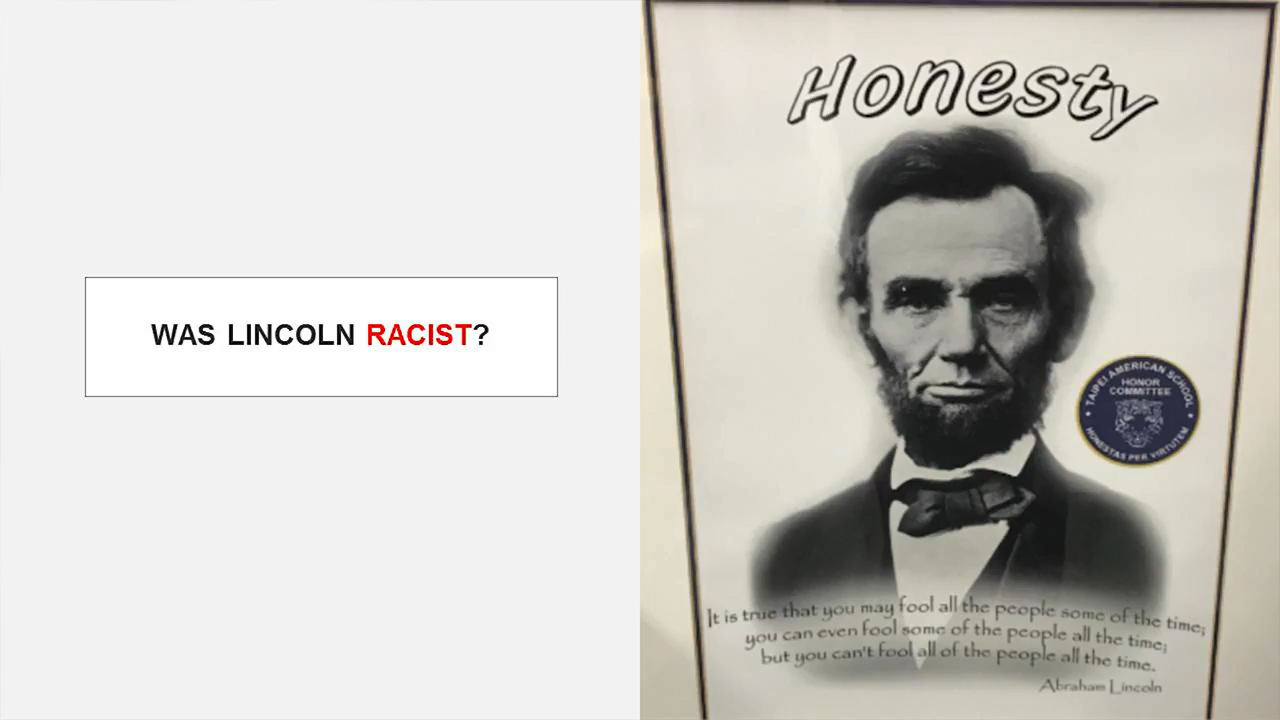 WAS LINCOLN RACIST?
Honesty
TAIPEI AMERICAN SCHOOL
HONOR
COMMITTEE
HONESTAS PER VIRTUTEM
It is true that you may fool all the people some of the time;
you can even fool some of the people all the time;
but you can't fool all of the people all the time.
Abraham Lincoln